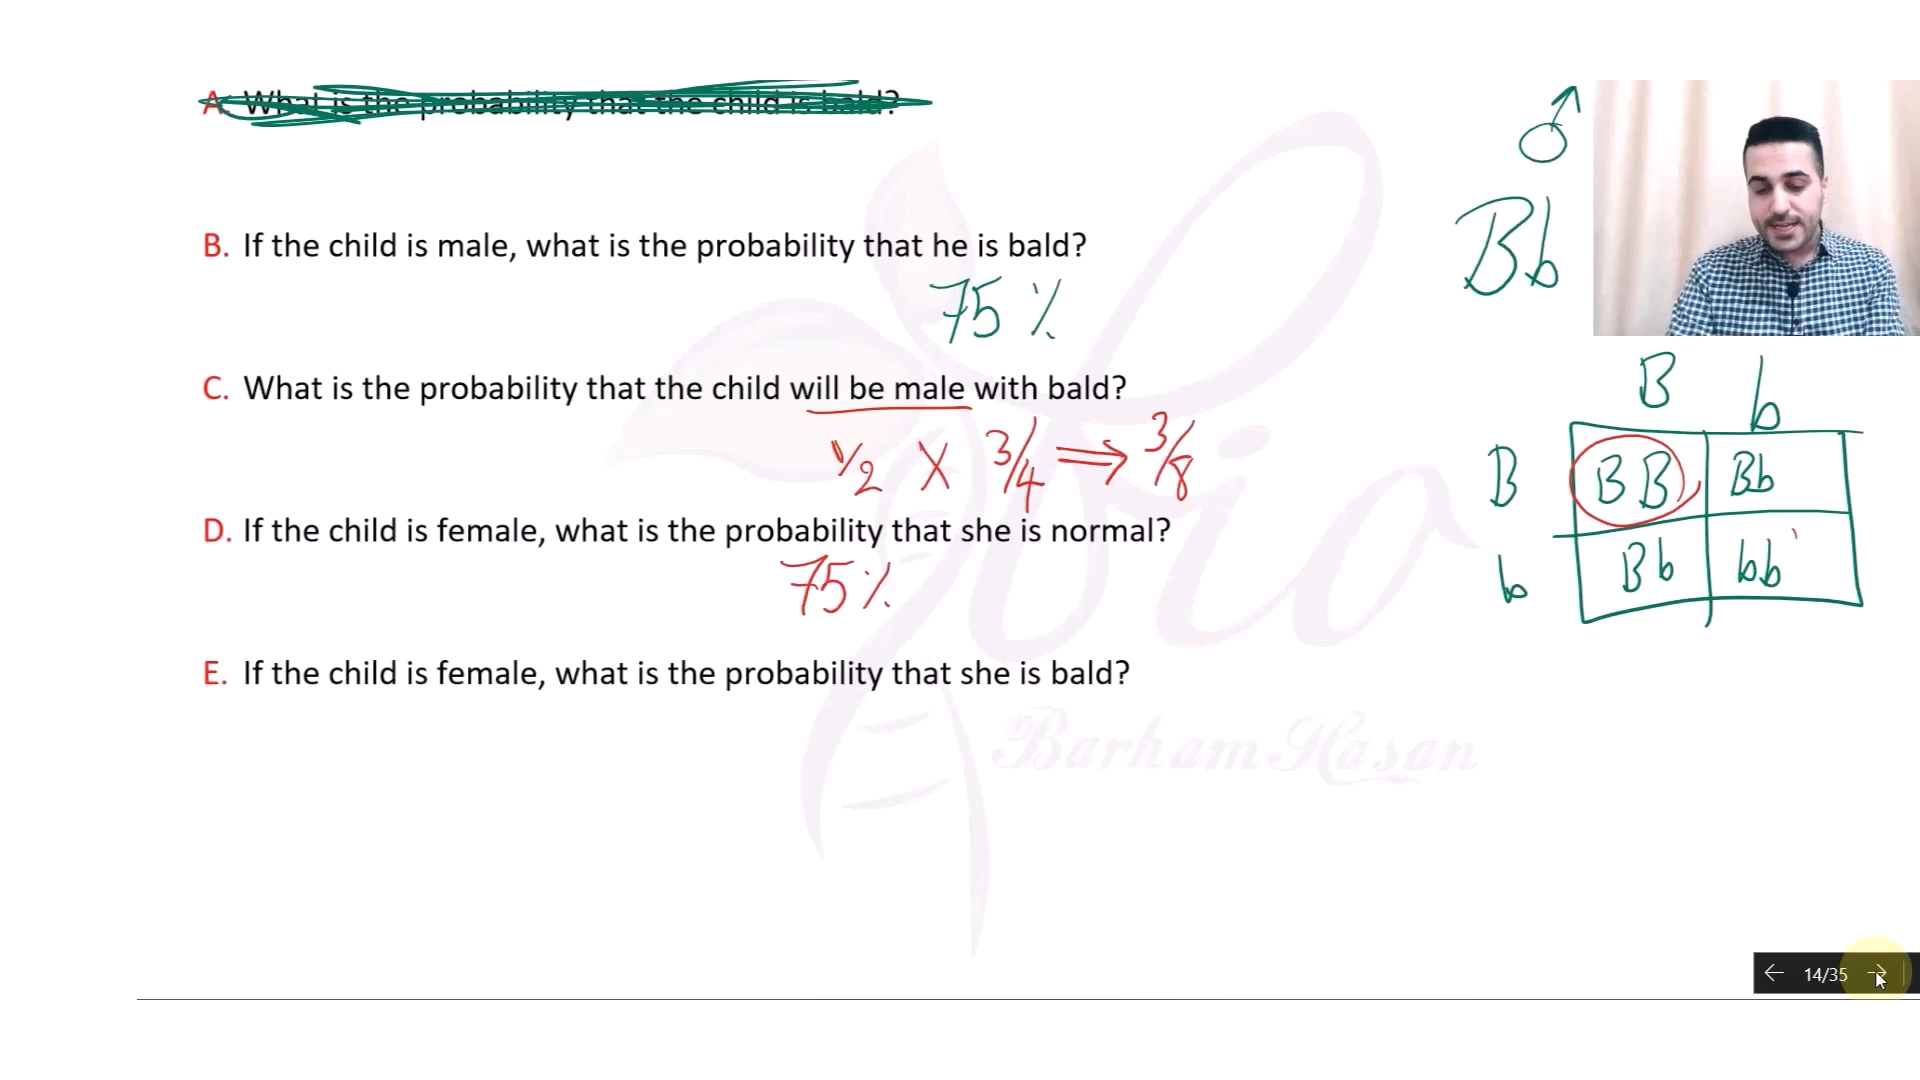 A. What is the probability that the child is bald?
♂
Bb
B. If the child is male, what is the probability that he is bald?
75 %
C. What is the probability that the child will be male with bald?
1/2 X 3/4 ⟹ 3/8
D. If the child is female, what is the probability that she is normal?
75 %
E. If the child is female, what is the probability that she is bald?
B b
B BB Bb
b Bb bb
bio
Barham Hasan
14/35